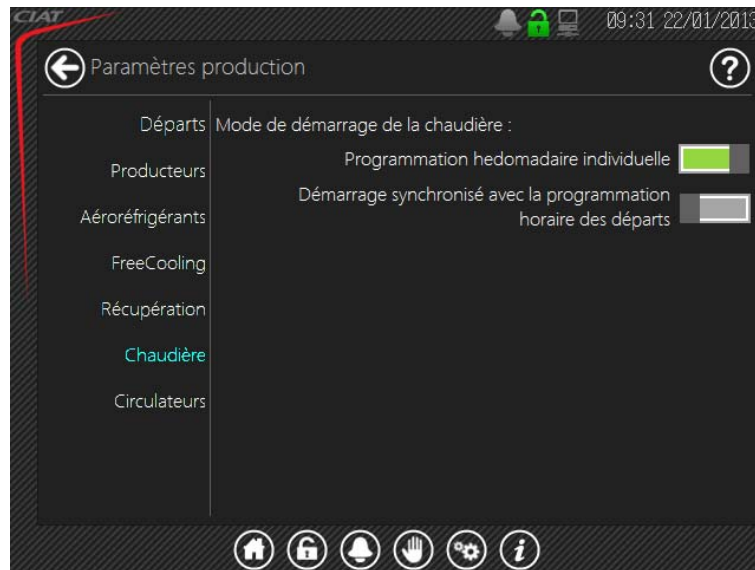 CIAT
09:31 22/01/2013
Paramètres production
?
Départs
Producteurs
Aéroréfrigérants
FreeCooling
Récupération
Chaudière
Circulateurs
Mode de démarrage de la chaudière :
Programmation hedomadaire individuelle
Démarrage synchronisé avec la programmation
horaire des départs
i